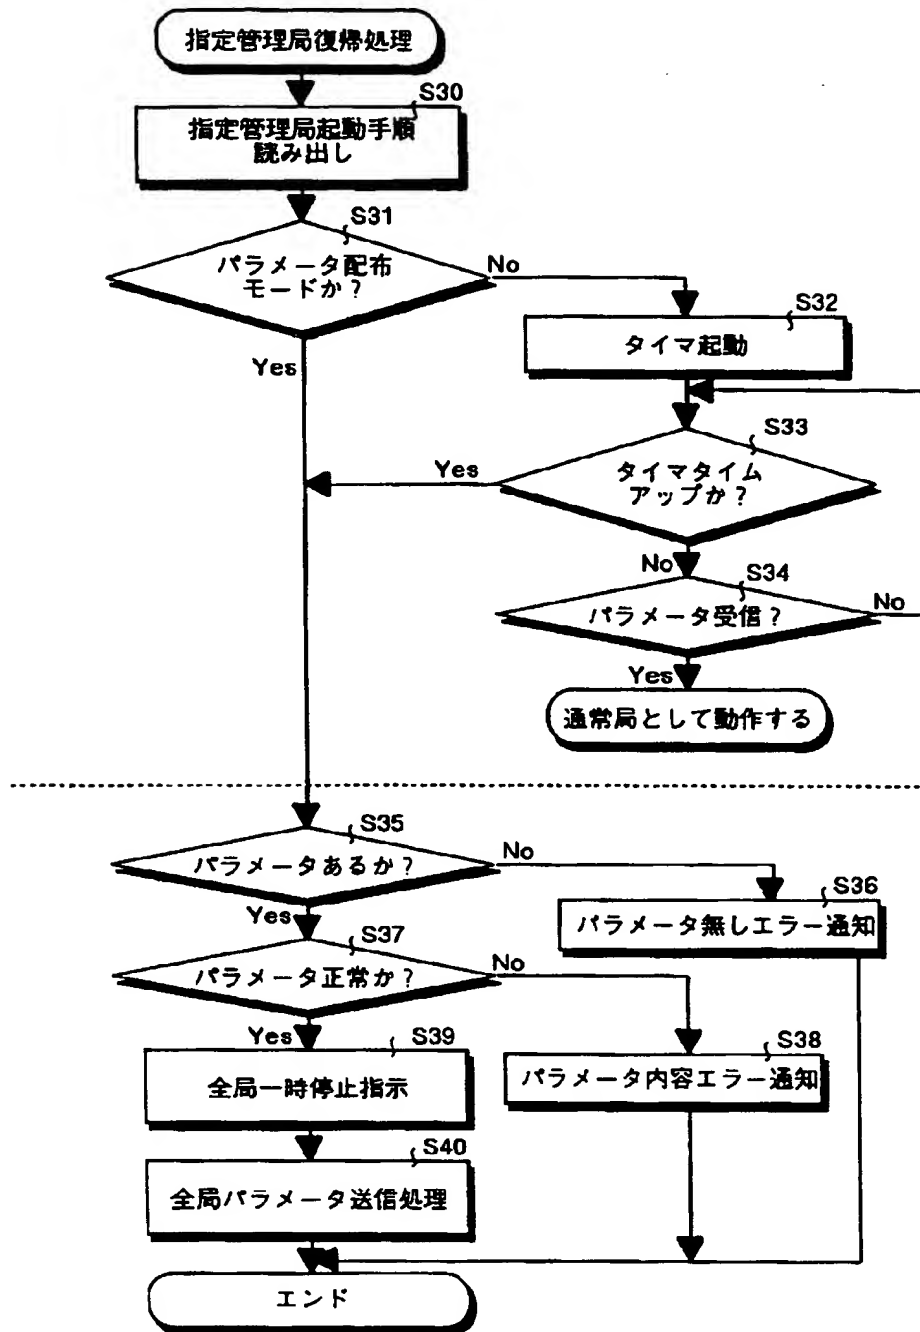 指定管理局復帰処理
S30
指定管理局起動手順
読み出し
S31
パラメータ配布
モードか?
No
S32
タイマ起動
Yes
S33
タイマタイム
アップか?
Yes
No
S34
パラメータ受信?
No
Yes
通常局として動作する
S35
パラメータあるか?
No
S36
パラメータ無しエラー通知
Yes
S37
パラメータ正常か?
No
Yes
S39
全局一時停止指示
S38
パラメータ内容エラー通知
S40
全局パラメータ送信処理
エンド